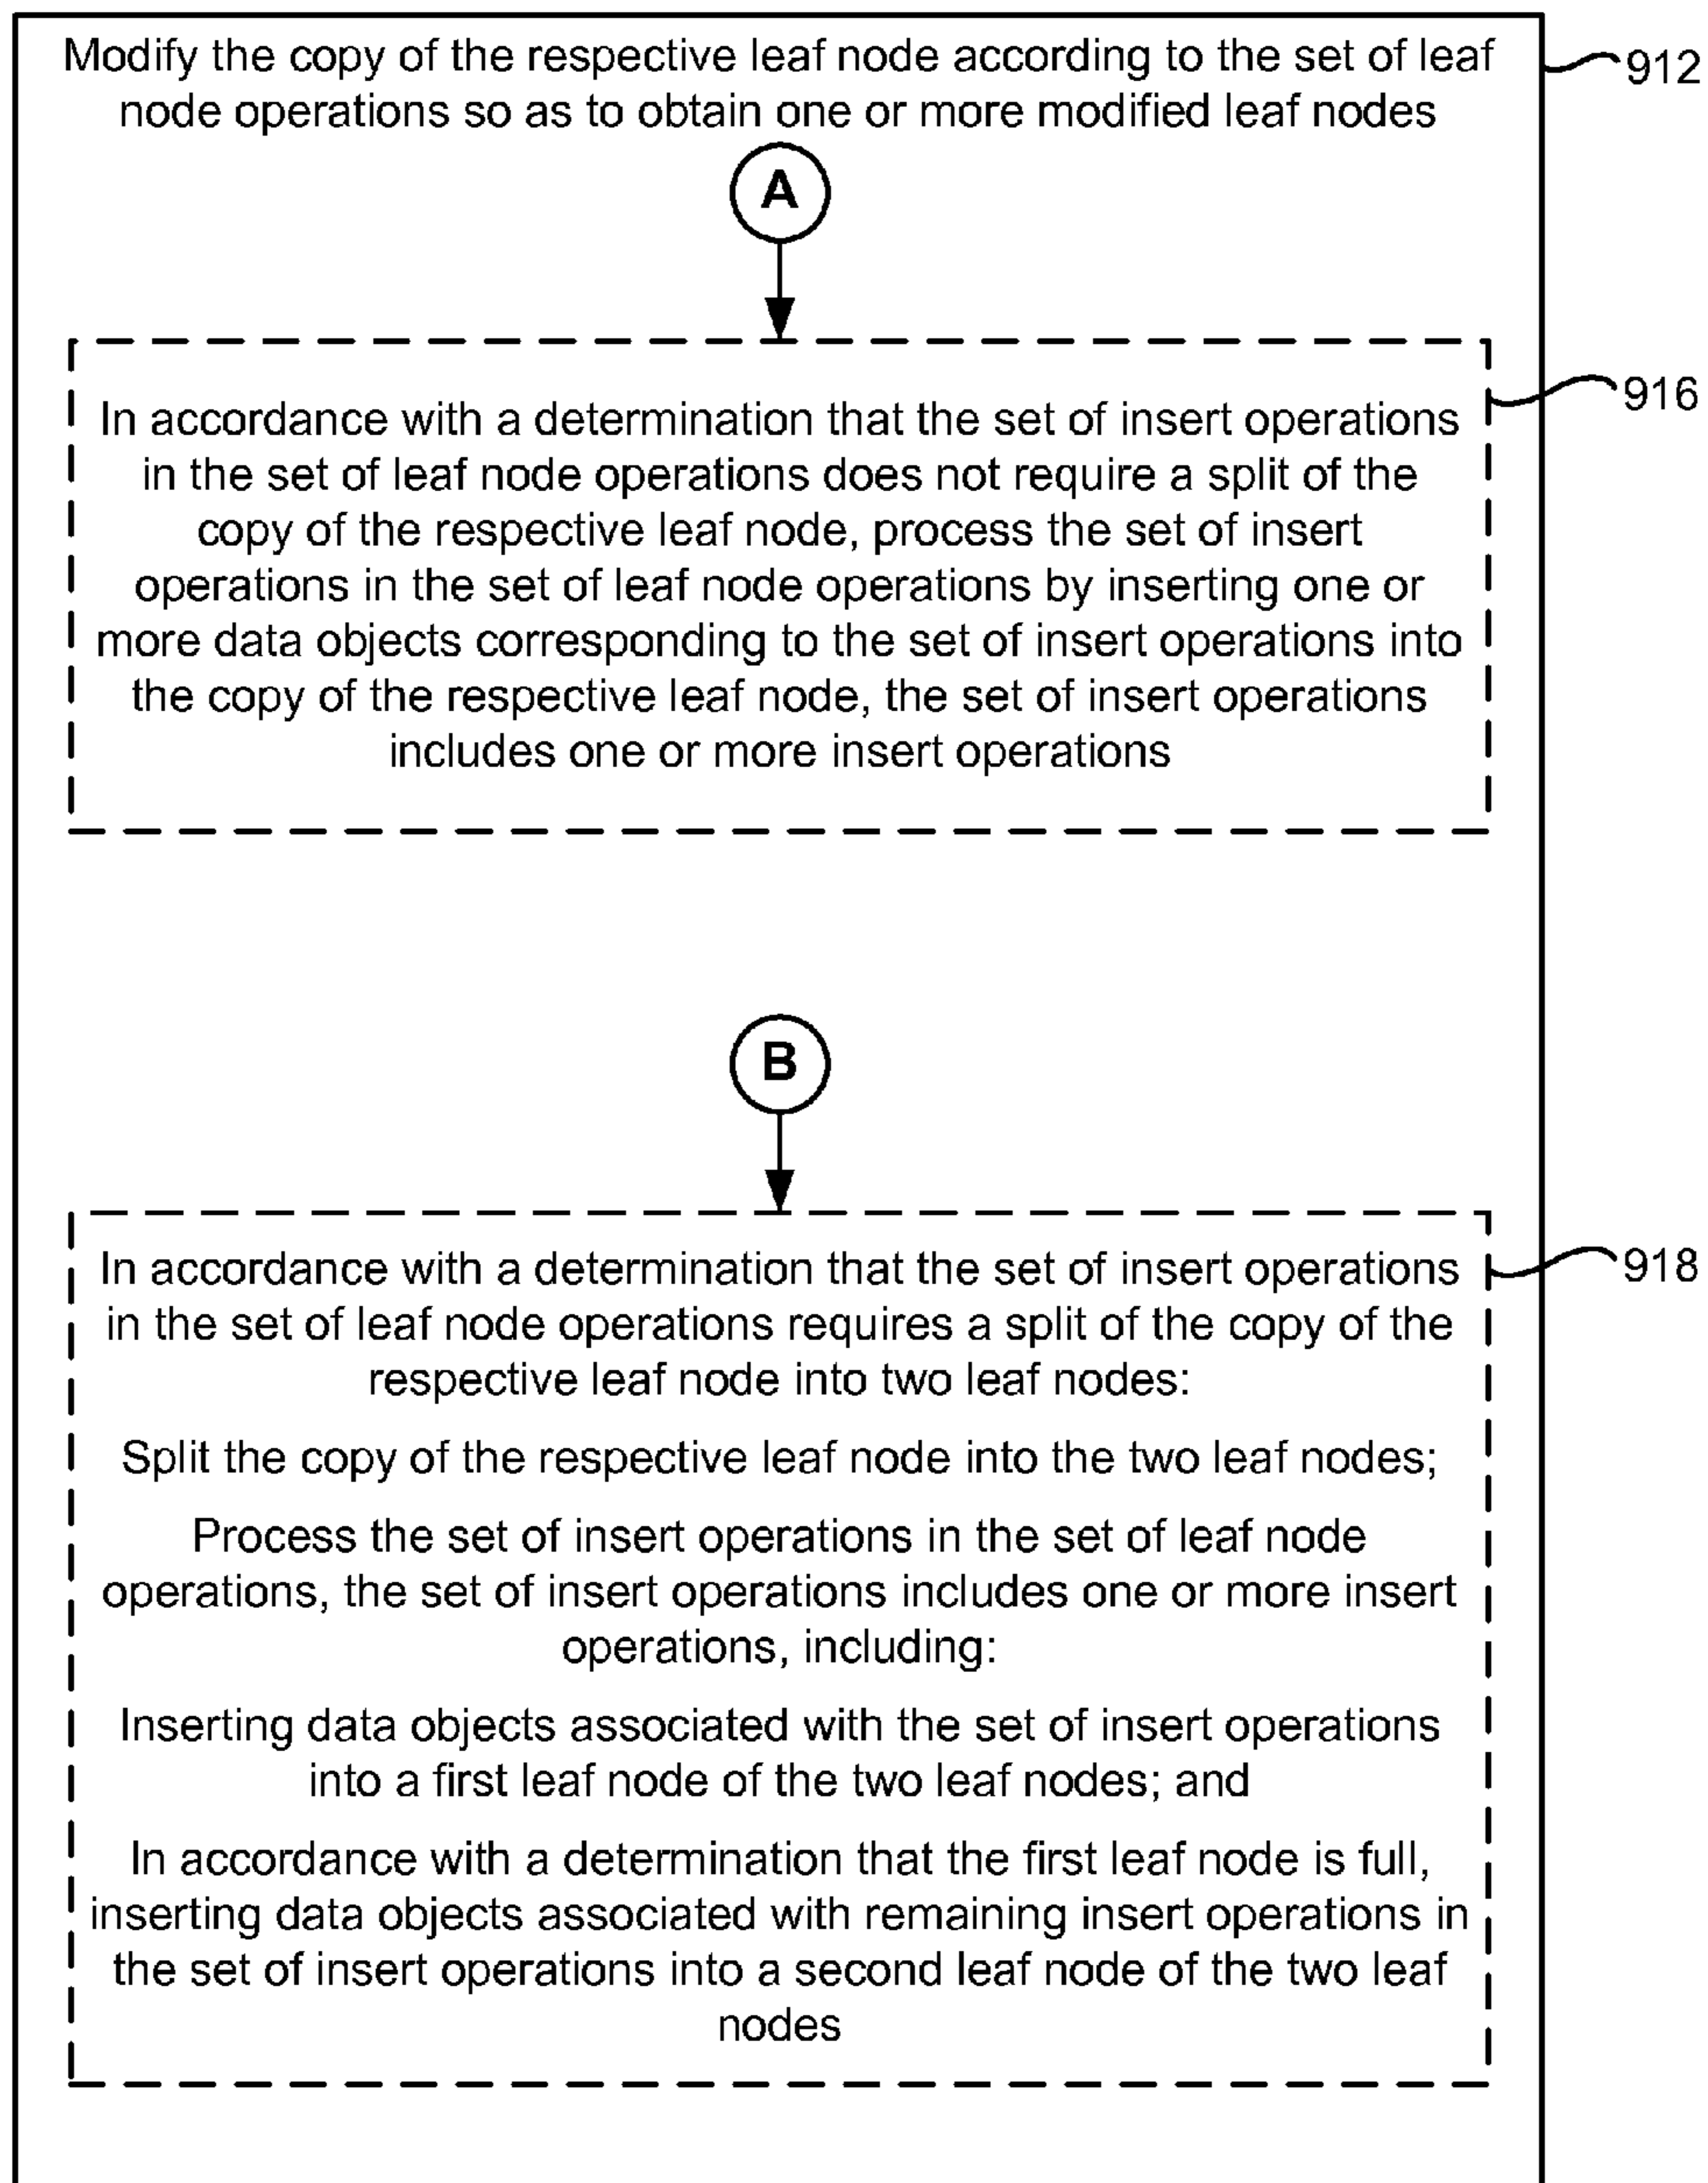 Modify the copy of the respective leaf node according to the set of leaf
node operations so as to obtain one or more modified leaf nodes
912
A
916
In accordance with a determination that the set of insert operations
in the set of leaf node operations does not require a split of the
copy of the respective leaf node, process the set of insert
operations in the set of leaf node operations by inserting one or
more data objects corresponding to the set of insert operations into
the copy of the respective leaf node, the set of insert operations
includes one or more insert operations
B
918
In accordance with a determination that the set of insert operations
in the set of leaf node operations requires a split of the copy of the
respective leaf node into two leaf nodes:
Split the copy of the respective leaf node into the two leaf nodes;
Process the set of insert operations in the set of leaf node
operations, the set of insert operations includes one or more insert
operations, including:
Inserting data objects associated with the set of insert operations
into a first leaf node of the two leaf nodes; and
In accordance with a determination that the first leaf node is full,
inserting data objects associated with remaining insert operations in
the set of insert operations into a second leaf node of the two leaf
nodes